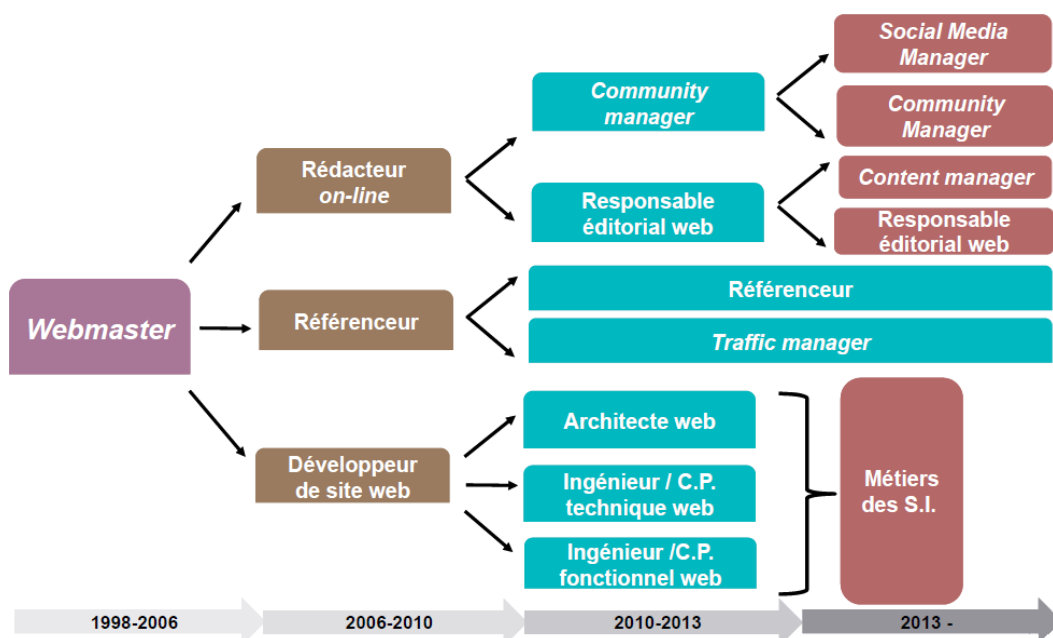 Social Media
Manager
Community
manager
Community
Manager
Rédacteur
on-line
Content manager
Responsable
éditorial web
Responsable
éditorial web
Webmaster
Référenceur
Référenceur
Traffic manager
Développeur
de site web
Architecte web
Ingénieur / C.P.
technique web
Ingénieur /C.P.
fonctionnel web
Métiers
des S.I.
1998-2006
2006-2010
2010-2013
2013 -